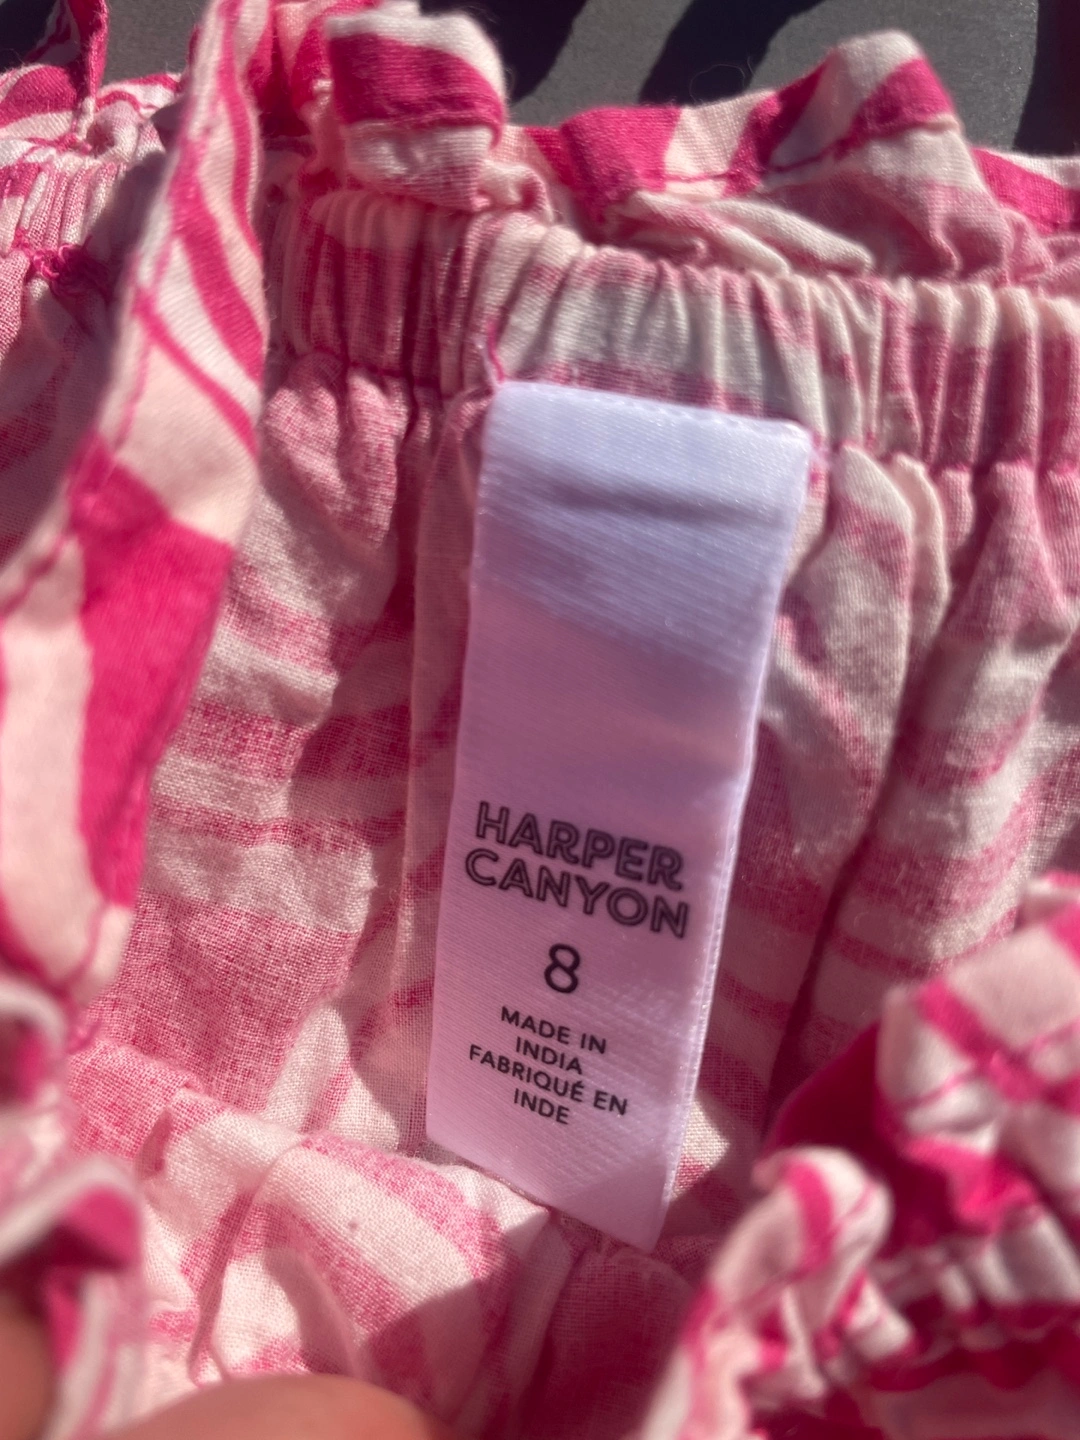 HARPER
CANYON
8
MADE IN
INDIA
FABRIQUÉ EN
INDE